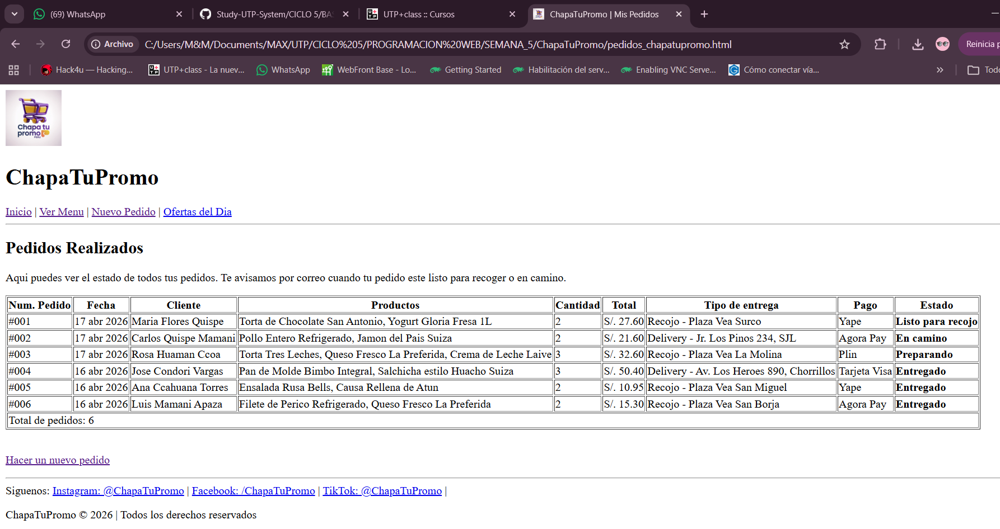 (69) WhatsApp
Study-UTP-System/CICLO 5/BAS
UTP+class :: Cursos
ChapaTuPromo | Mis Pedidos
Archivo
C:/Users/M&M/Documents/MAX/UTP/CICLO%205/PROGRAMACION%20WEB/SEMANA_5/ChapaTuPromo/pedidos_chapatupromo.html
Reinicia p
Hack4u — Hacking...
UTP+class - La nuev...
WhatsApp
WebFront Base - Lo...
Getting Started
Habilitación del serv...
Enabling VNC Serve...
Cómo conectar vía...
Todo
Chapa tu
promo
PERU
ChapaTuPromo
Inicio | Ver Menu | Nuevo Pedido | Ofertas del Dia
Pedidos Realizados
Aqui puedes ver el estado de todos tus pedidos. Te avisamos por correo cuando tu pedido este listo para recoger o en camino.
Num. Pedido Fecha Cliente Productos Cantidad Total Tipo de entrega Pago Estado
#001 17 abr 2026 Maria Flores Quispe Torta de Chocolate San Antonio, Yogurt Gloria Fresa 1L 2 S/. 27.60 Recojo - Plaza Vea Surco Yape Listo para recojo
#002 17 abr 2026 Carlos Quispe Mamani Pollo Entero Refrigerado, Jamon del Pais Suiza 2 S/. 21.60 Delivery - Jr. Los Pinos 234, SJL Agora Pay En camino
#003 17 abr 2026 Rosa Huaman Ccoa Torta Tres Leches, Queso Fresco La Preferida, Crema de Leche Laive 3 S/. 32.60 Recojo - Plaza Vea La Molina Plin Preparando
#004 16 abr 2026 Jose Condori Vargas Pan de Molde Bimbo Integral, Salchicha estilo Huacho Suiza 3 S/. 50.40 Delivery - Av. Los Heroes 890, Chorrillos Tarjeta Visa Entregado
#005 16 abr 2026 Ana Ccahuana Torres Ensalada Rusa Bells, Causa Rellena de Atun 2 S/. 10.95 Recojo - Plaza Vea San Miguel Yape Entregado
#006 16 abr 2026 Luis Mamani Apaza Filete de Perico Refrigerado, Queso Fresco La Preferida 2 S/. 15.30 Recojo - Plaza Vea San Borja Agora Pay Entregado
Total de pedidos: 6
Hacer un nuevo pedido
Siguenos: Instagram: @ChapaTuPromo | Facebook: /ChapaTuPromo | TikTok: @ChapaTuPromo |
ChapaTuPromo © 2026 | Todos los derechos reservados